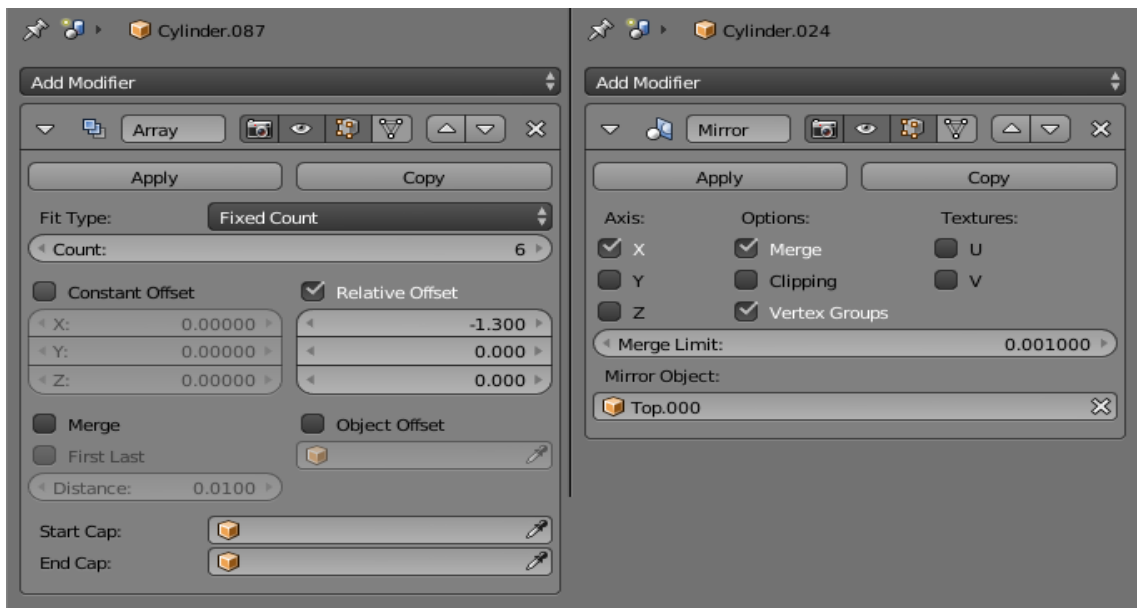 Cylinder.087
Add Modifier
Array
Apply Copy
Fit Type: Fixed Count
Count: 6
Constant Offset Relative Offset
X: 0.00000 -1.300
Y: 0.00000 0.000
Z: 0.00000 0.000
Merge Object Offset
First Last
Distance: 0.0100
Start Cap:
End Cap:
Cylinder.024
Add Modifier
Mirror
Apply Copy
Axis: Options: Textures:
X Merge U
Y Clipping V
Z Vertex Groups
Merge Limit: 0.001000
Mirror Object:
Top.000